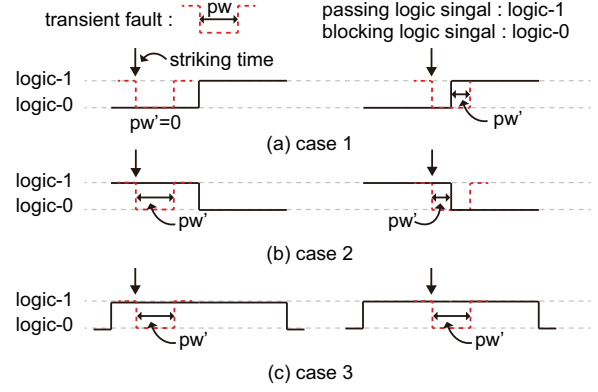 transient fault :
pw
passing logic singal : logic-1
blocking logic singal : logic-0
striking time
logic-1
logic-0
pw'=0
pw'
(a) case 1
logic-1
logic-0
pw'
pw'
(b) case 2
logic-1
logic-0
pw'
pw'
(c) case 3